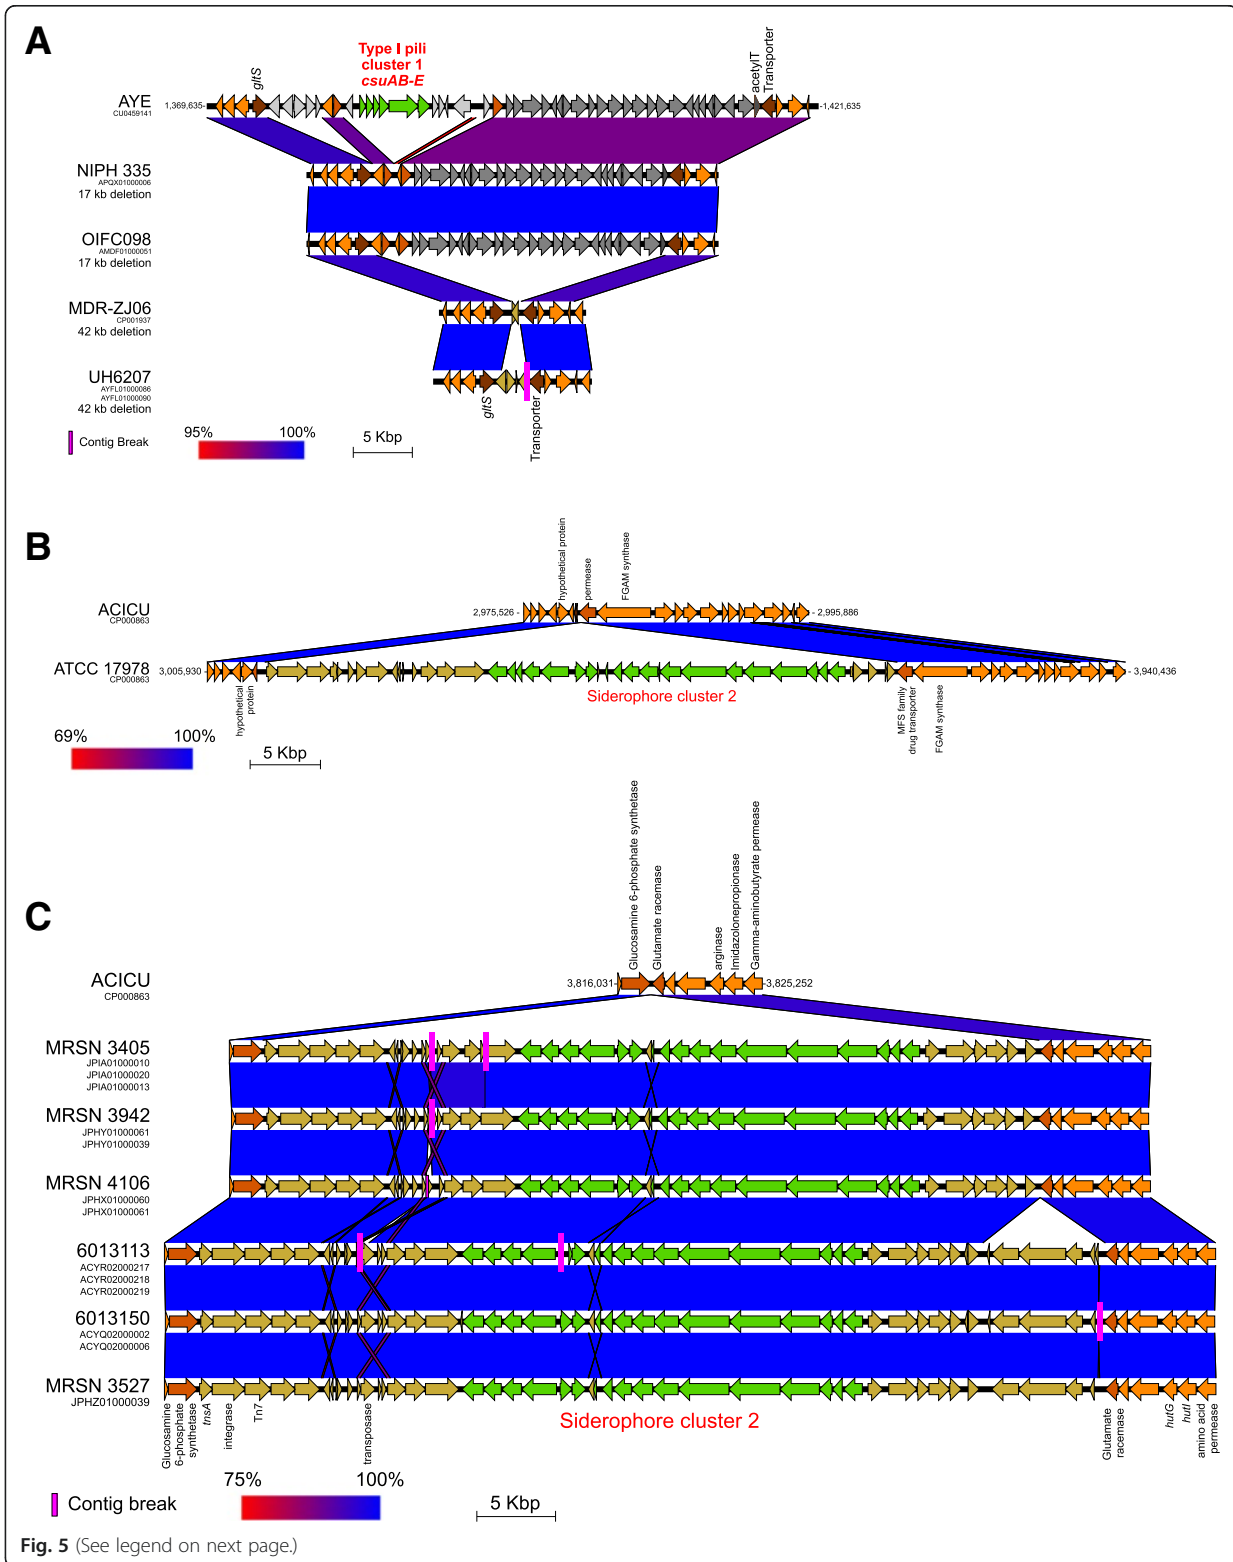 A
Type I pili
cluster 1
csuAB-E
gltS
acetylT
Transporter
AYE
CU0459141
1,369,635-
-1,421,635
NIPH 335
APQX01000006
17 kb deletion
OIFC098
AMDF01000051
17 kb deletion
MDR-ZJ06
CP001937
42 kb deletion
UH6207
AYFL01000086
AYFL01000090
42 kb deletion
gltS
Transporter
Contig Break
95%
100%
5 Kbp
B
hypothetical protein
permease
FGAM synthase
ACICU
CP000863
2,975,526 -
- 2,995,886
ATCC 17978
CP000863
3,005,930
- 3,940,436
hypothetical
protein
Siderophore cluster 2
MFS family
drug transporter
FGAM synthase
69%
100%
5 Kbp
C
Glucosamine 6-phosphate synthetase
Glutamate racemase
arginase
Imidazolonepropionase
Gamma-aminobutyrate permease
ACICU
CP000863
3,816,031-
-3,825,252
MRSN 3405
JPIA01000010
JPIA01000020
JPIA01000013
MRSN 3942
JPHY01000061
JPHY01000039
MRSN 4106
JPHX01000060
JPHX01000061
6013113
ACYR02000217
ACYR02000218
ACYR02000219
6013150
ACYQ02000002
ACYQ02000006
MRSN 3527
JPHZ01000039
Glucosamine
6-phosphate
synthetase
tnsA
integrase
Tn7
transposase
Siderophore cluster 2
Glutamate
racemase
hutG
hutI
amino acid
permease
Contig break
75%
100%
5 Kbp
Fig. 5 (See legend on next page.)